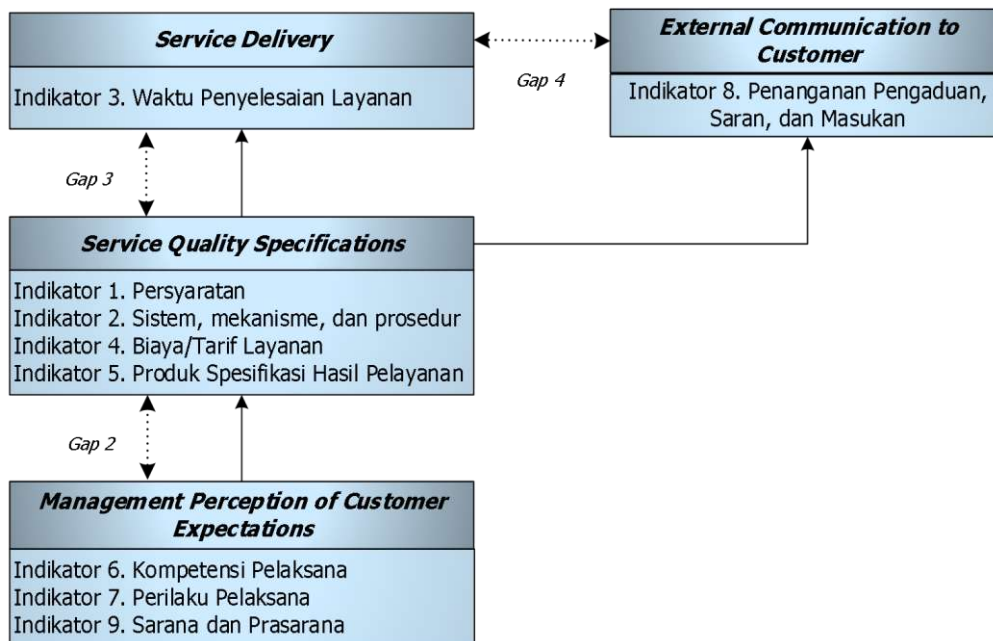 Service Delivery
Indikator 3. Waktu Penyelesaian Layanan
External Communication to
Customer
Indikator 8. Penanganan Pengaduan,
Saran, dan Masukan
Gap 4
Gap 3
Service Quality Specifications
Indikator 1. Persyaratan
Indikator 2. Sistem, mekanisme, dan prosedur
Indikator 4. Biaya/Tarif Layanan
Indikator 5. Produk Spesifikasi Hasil Pelayanan
Gap 2
Management Perception of Customer
Expectations
Indikator 6. Kompetensi Pelaksana
Indikator 7. Perilaku Pelaksana
Indikator 9. Sarana dan Prasarana